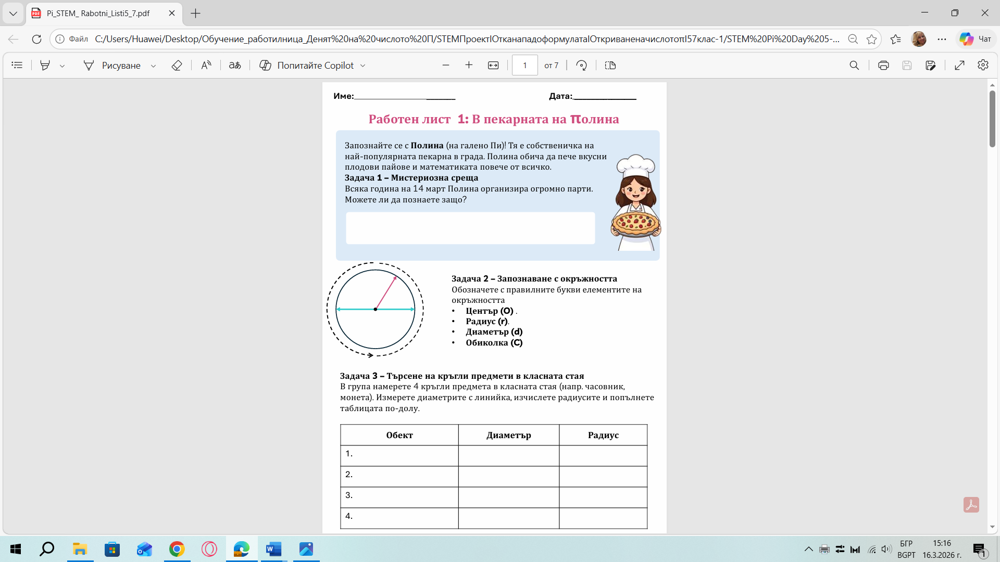 Pi_STEM_ Rabotni_Listi5_7.pdf
Файл C:/Users/Huawei/Desktop/Обучение_работилница_Денят%20на%20числото%20П/STEMПроектIОтканападоформулатаIОткриваненачислотоπI57клас-1/STEM%20Pi%20Day%205-...
Чат
Рисуване
aあ
Попитайте Copilot
1 от 7
Име:
Дата:
Работен лист 1: В пекарната на πолина
Запознайте се с Полина (на галено Пи)! Тя е собственичка на
най-популярната пекарна в града. Полина обича да пече вкусни
плодови пайове и математиката повече от всичко.
Задача 1 – Мистериозна среща
Всяка година на 14 март Полина организира огромно парти.
Можете ли да познаете защо?
Задача 2 – Запознаване с окръжността
Обозначете с правилните букви елементите на
окръжността
• Център (O) .
• Радиус (r).
• Диаметър (d)
• Обиколка (C)
Задача 3 – Търсене на кръгли предмети в класната стая
В група намерете 4 кръгли предмета в класната стая (напр. часовник,
монета). Измерете диаметрите с линийка, изчислете радиусите и попълнете
таблицата по-долу.
Обект Диаметър Радиус
1.
2.
3.
4.
БГР
BGPT
15:16
16.3.2026 г.
1